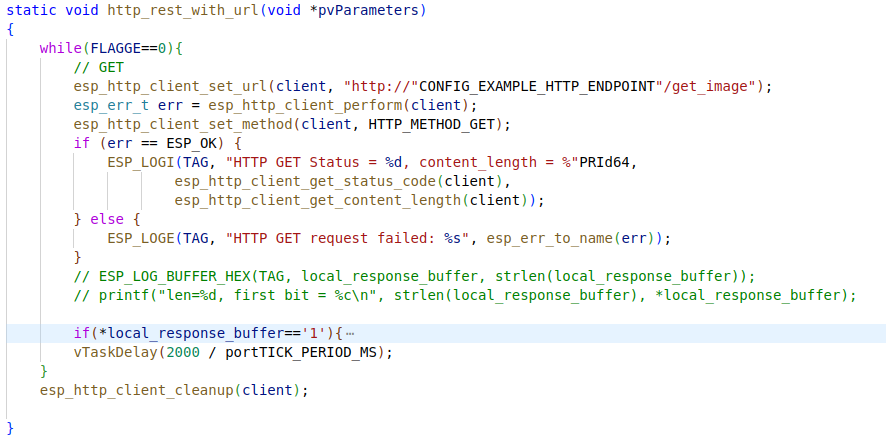 static void http_rest_with_url(void *pvParameters)
{
    while(FLAGGE==0){
        // GET
        esp_http_client_set_url(client, "http://"CONFIG_EXAMPLE_HTTP_ENDPOINT"/get_image");
        esp_err_t err = esp_http_client_perform(client);
        esp_http_client_set_method(client, HTTP_METHOD_GET);
        if (err == ESP_OK) {
            ESP_LOGI(TAG, "HTTP GET Status = %d, content_length = %"PRId64,
                    esp_http_client_get_status_code(client),
                    esp_http_client_get_content_length(client));
        } else {
            ESP_LOGE(TAG, "HTTP GET request failed: %s", esp_err_to_name(err));
        }
        // ESP_LOG_BUFFER_HEX(TAG, local_response_buffer, strlen(local_response_buffer));
        // printf("len=%d, first bit = %c\n", strlen(local_response_buffer), *local_response_buffer);

        if(*local_response_buffer=='1'){⋯
        vTaskDelay(2000 / portTICK_PERIOD_MS);
    }
    esp_http_client_cleanup(client);

}